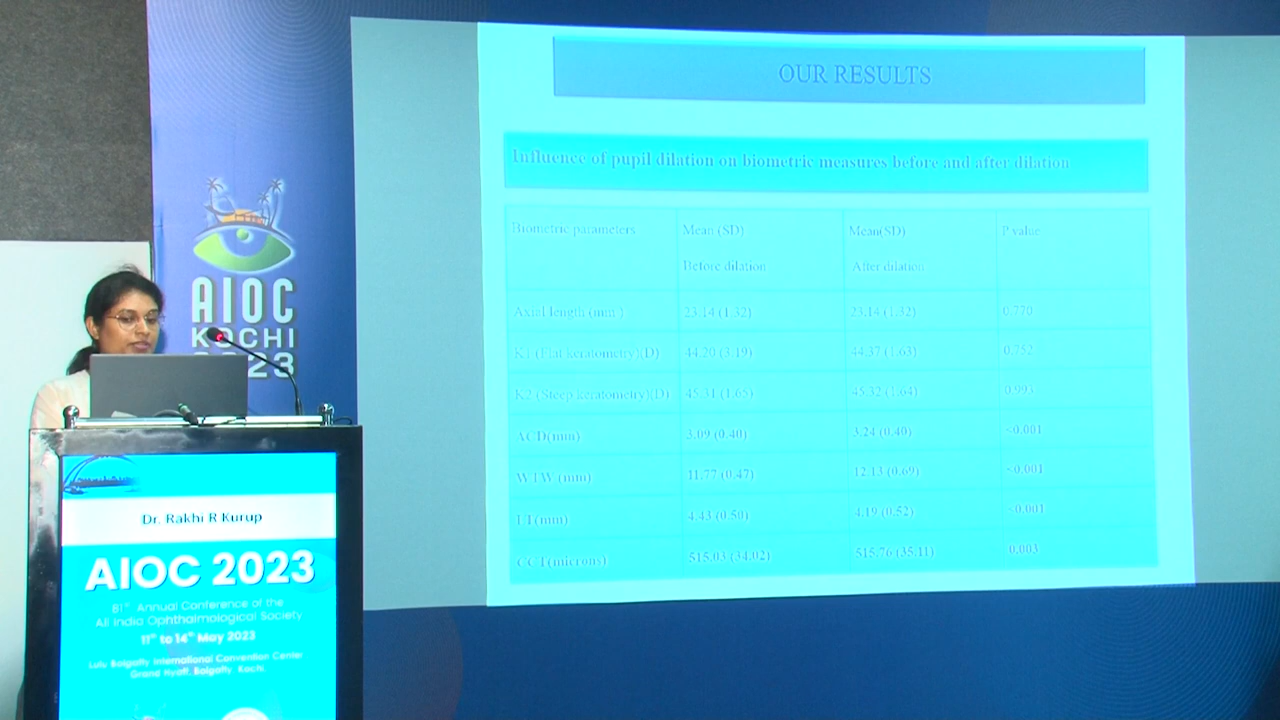 OUR RESULTS
Influence of pupil dilation on biometric measures before and after dilation
Biometric parameters Mean (SD) Before dilation Mean(SD) After dilation P value
Axial length (mm ) 23.14 (1.32) 23.14 (1.32) 0.770
K1 (Flat keratometry)(D) 44.20 (3.19) 44.37 (1.63) 0.752
K2 (Steep keratometry)(D) 45.31 (1.65) 45.32 (1.64) 0.993
ACD(mm) 3.09 (0.40) 3.24 (0.40) <0.001
WTW (mm) 11.77 (0.47) 12.13 (0.69) <0.001
LT(mm) 4.43 (0.50) 4.19 (0.52) <0.001
CCT(microns) 515.03 (34.02) 515.76 (35.11) 0.003
AIOC
KOCHI
2023
Dr. Rakhi R Kurup
AIOC 2023
81st Annual Conference of the
All India Ophthalmological Society
11th to 14th May 2023
Lulu Bolgatty International Convention Center
Grand Hyatt, Bolgatty, Kochi.